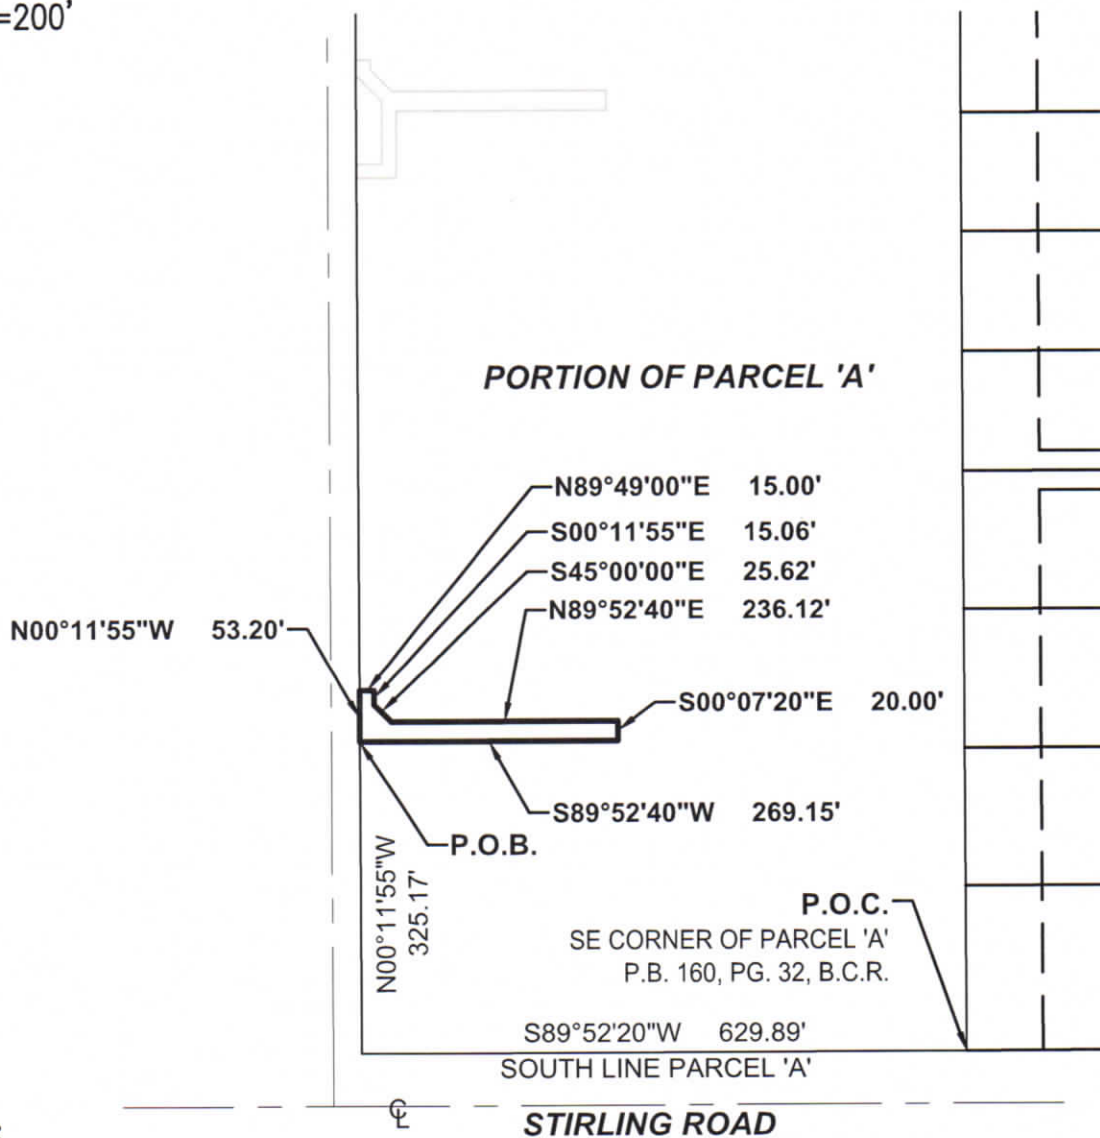 =200'
PORTION OF PARCEL 'A'
N89°49'00"E 15.00'
S00°11'55"E 15.06'
S45°00'00"E 25.62'
N89°52'40"E 236.12'
N00°11'55"W 53.20'
S00°07'20"E 20.00'
S89°52'40"W 269.15'
P.O.B.
N00°11'55"W
325.17'
P.O.C.
SE CORNER OF PARCEL 'A'
P.B. 160, PG. 32, B.C.R.
S89°52'20"W 629.89'
SOUTH LINE PARCEL 'A'
℄
STIRLING ROAD